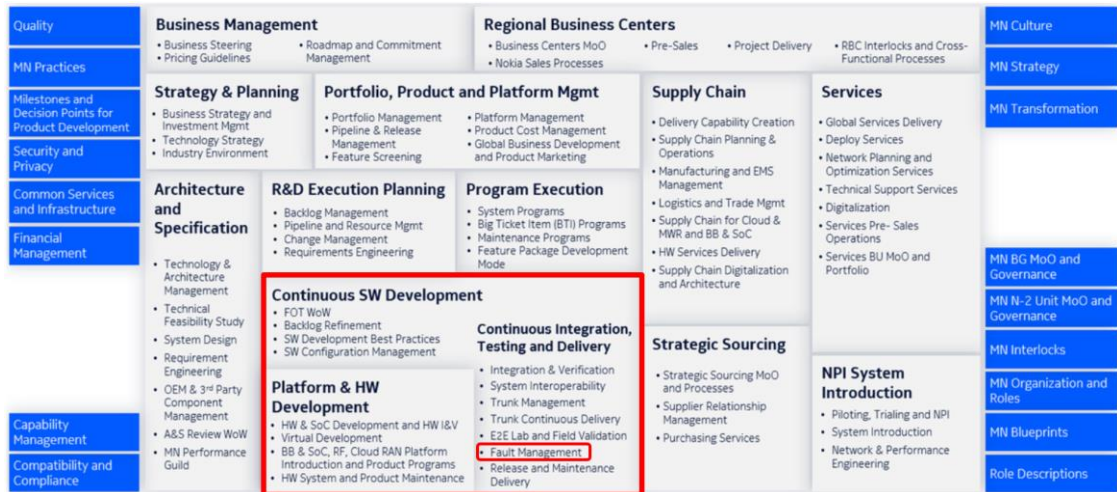 Quality
MN Practices
Milestones and
Decision Points for
Product Development
Security and
Privacy
Common Services
and Infrastructure
Financial
Management
Capability
Management
Compatibility and
Compliance
Business Management
• Business Steering
• Pricing Guidelines
• Roadmap and Commitment
Management
Regional Business Centers
• Business Centers MoO
• Nokia Sales Processes
• Pre-Sales
• Project Delivery
• RBC Interlocks and Cross-
Functional Processes
Strategy & Planning
• Business Strategy and
Investment Mgmt
• Technology Strategy
• Industry Environment
Portfolio, Product and Platform Mgmt
• Portfolio Management
• Pipeline & Release
Management
• Feature Screening
• Platform Management
• Product Cost Management
• Global Business Development
and Product Marketing
Supply Chain
• Delivery Capability Creation
• Supply Chain Planning &
Operations
• Manufacturing and EMS
Management
• Logistics and Trade Mgmt
• Supply Chain for Cloud &
MWR and BB & SoC
• HW Services Delivery
• Supply Chain Digitalization
and Architecture
Services
• Global Services Delivery
• Deploy Services
• Network Planning and
Optimization Services
• Technical Support Services
• Digitalization
• Services Pre- Sales
Operations
• Services BU MoO and
Portfolio
Architecture
and
Specification
• Technology &
Architecture
Management
• Technical
Feasibility Study
• System Design
• Requirement
Engineering
• OEM & 3rd Party
Component
Management
• A&S Review WoW
• MN Performance
Guild
R&D Execution Planning
• Backlog Management
• Pipeline and Resource Mgmt
• Change Management
• Requirements Engineering
Program Execution
• System Programs
• Big Ticket Item (BTI) Programs
• Maintenance Programs
• Feature Package Development
Mode
Continuous SW Development
• FOT WoW
• Backlog Refinement
• SW Development Best Practices
• SW Configuration Management
Platform & HW
Development
• HW & SoC Development and HW I&V
• Virtual Development
• BB & SoC, RF, Cloud RAN Platform
Introduction and Product Programs
• HW System and Product Maintenance
Continuous Integration,
Testing and Delivery
• Integration & Verification
• System Interoperability
• Trunk Management
• Trunk Continuous Delivery
• E2E Lab and Field Validation
• Fault Management
• Release and Maintenance
Delivery
Strategic Sourcing
• Strategic Sourcing MoO
and Processes
• Supplier Relationship
Management
• Purchasing Services
NPI System
Introduction
• Piloting, Trialing and NPI
• System Introduction
• Network & Performance
Engineering
MN Culture
MN Strategy
MN Transformation
MN BG MoO and
Governance
MN N-2 Unit MoO and
Governance
MN Interlocks
MN Organization and
Roles
MN Blueprints
Role Descriptions